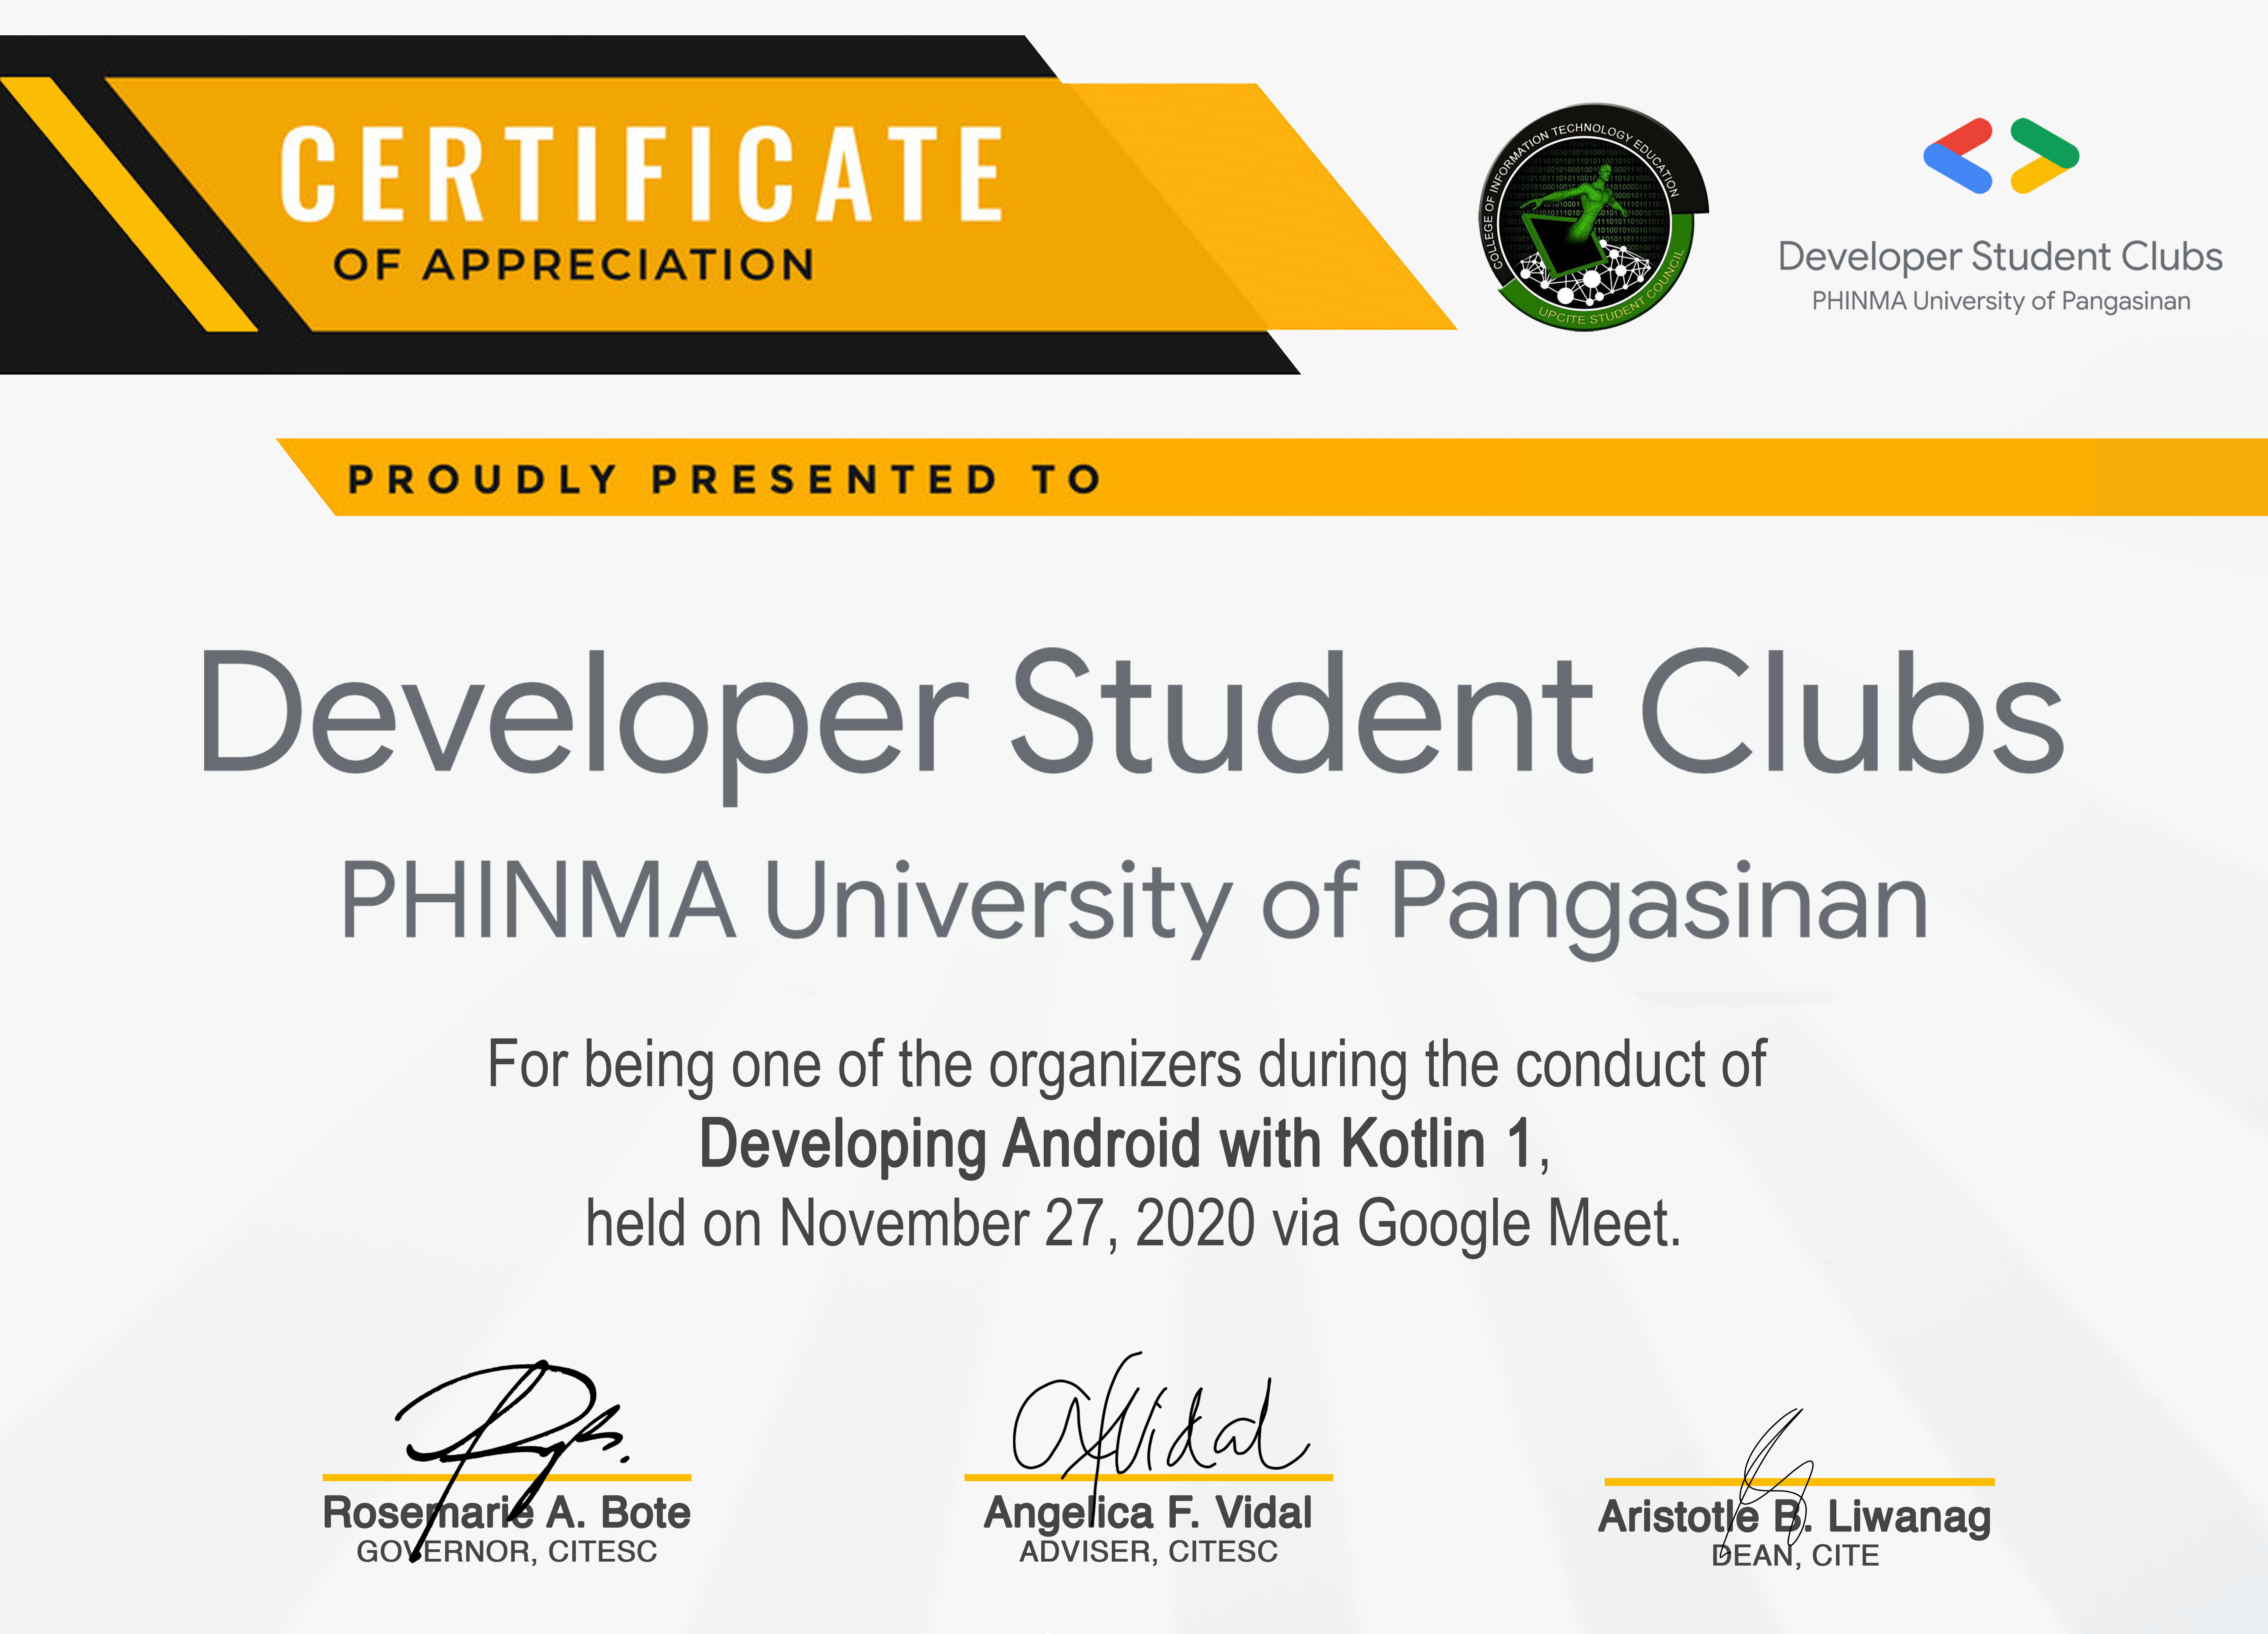 CERTIFICATE
OF APPRECIATION
COLLEGE OF INFORMATION TECHNOLOGY EDUCATION
UPCITE STUDENT COUNCIL
Developer Student Clubs
PHINMA University of Pangasinan
PROUDLY PRESENTED TO
Developer Student Clubs
PHINMA University of Pangasinan
For being one of the organizers during the conduct of
Developing Android with Kotlin 1,
held on November 27, 2020 via Google Meet.
Rosemarie A. Bote
GOVERNOR, CITESC
Angelica F. Vidal
ADVISER, CITESC
Aristotle B. Liwanag
DEAN, CITE